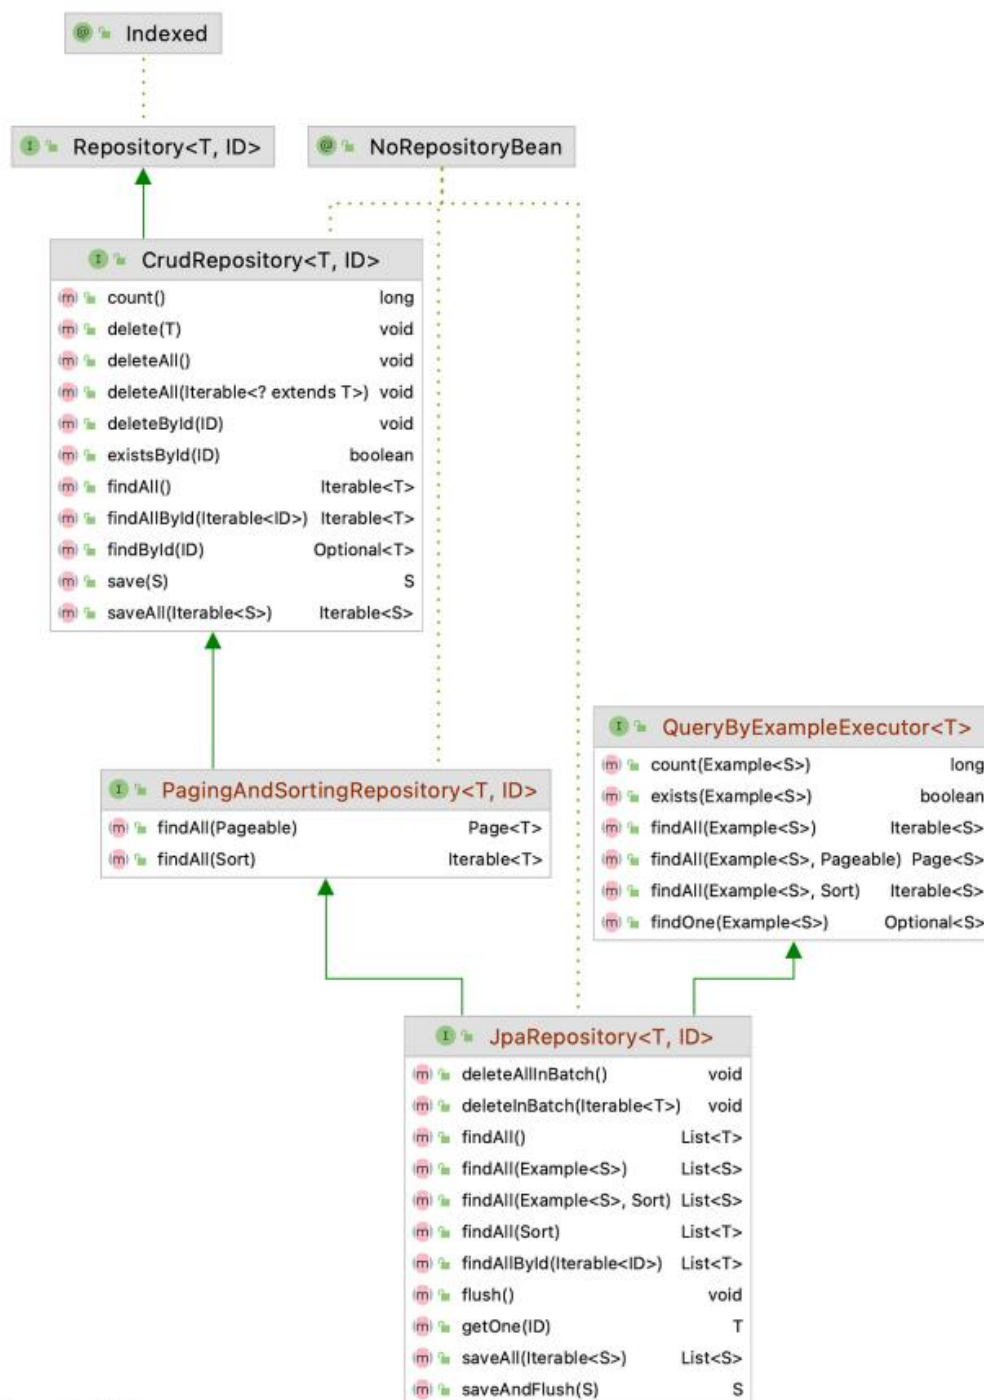 Indexed
Repository<T, ID>
NoRepositoryBean
CrudRepository<T, ID>
count() long
delete(T) void
deleteAll() void
deleteAll(Iterable<? extends T>) void
deleteById(ID) void
existsById(ID) boolean
findAll() Iterable<T>
findAllById(Iterable<ID>) Iterable<T>
findById(ID) Optional<T>
save(S) S
saveAll(Iterable<S>) Iterable<S>
PagingAndSortingRepository<T, ID>
findAll(Pageable) Page<T>
findAll(Sort) Iterable<T>
QueryByExampleExecutor<T>
count(Example<S>) long
exists(Example<S>) boolean
findAll(Example<S>) Iterable<S>
findAll(Example<S>, Pageable) Page<S>
findAll(Example<S>, Sort) Iterable<S>
findOne(Example<S>) Optional<S>
JpaRepository<T, ID>
deleteAllInBatch() void
deleteInBatch(Iterable<T>) void
findAll() List<T>
findAll(Example<S>) List<S>
findAll(Example<S>, Sort) List<S>
findAll(Sort) List<T>
findAllById(Iterable<ID>) List<T>
flush() void
getOne(ID) T
saveAll(Iterable<S>) List<S>
saveAndFlush(S) S